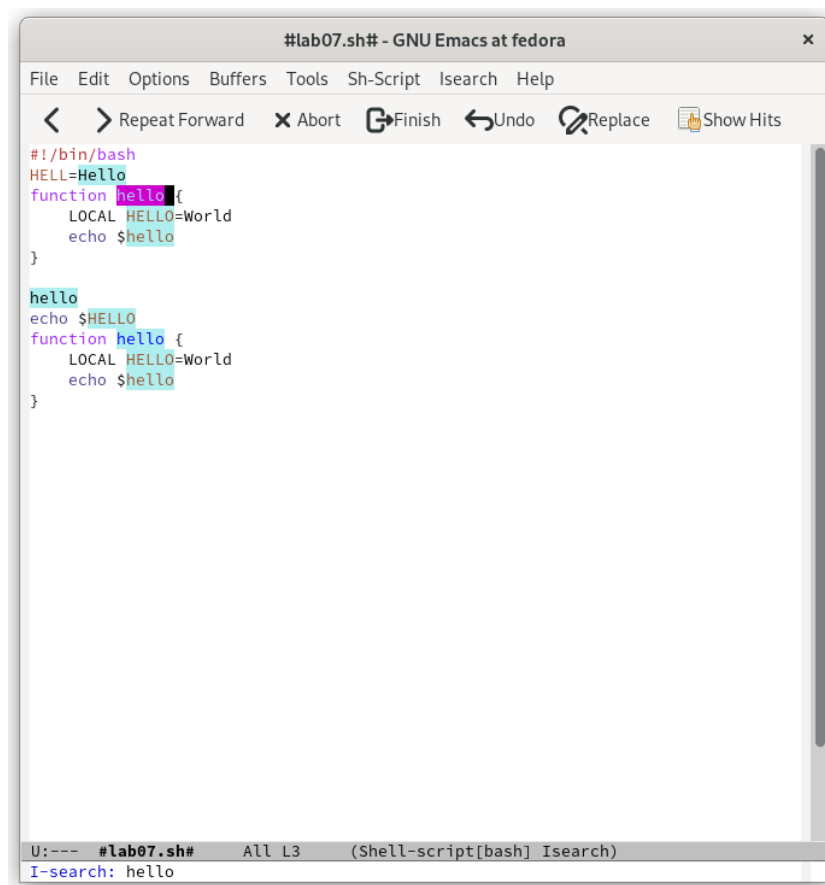 #lab07.sh# - GNU Emacs at fedora ×
File Edit Options Buffers Tools Sh-Script Isearch Help
Repeat Forward Abort Finish Undo Replace Show Hits
#!/bin/bash
HELL=Hello
function hello {
    LOCAL HELLO=World
    echo $hello
}

hello
echo $HELLO
function hello {
    LOCAL HELLO=World
    echo $hello
}
U:--- #lab07.sh# All L3 (Shell-script[bash] Isearch)
I-search: hello